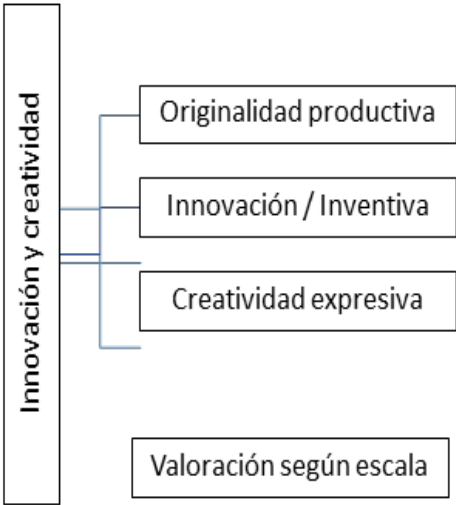 Innovación y creatividad
Originalidad productiva
Innovación / Inventiva
Creatividad expresiva
Valoración según escala